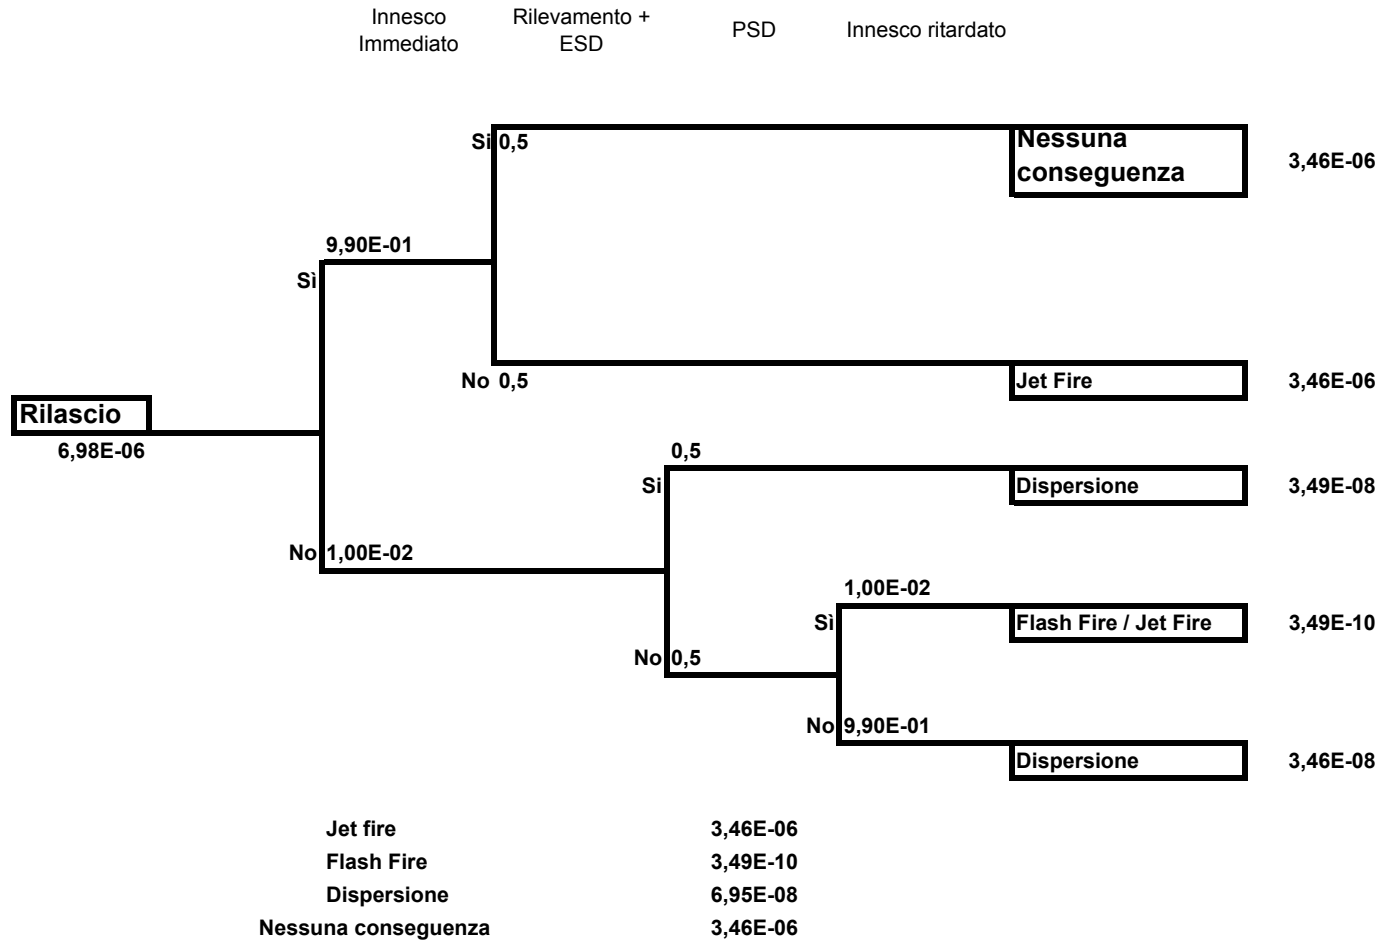 Innesco
Immediato
Rilevamento +
ESD
PSD
Innesco ritardato
Si 0,5
Nessuna
conseguenza
3,46E-06
9,90E-01
Sì
No 0,5
Jet Fire
3,46E-06
Rilascio
6,98E-06
0,5
Si
Dispersione
3,49E-08
No 1,00E-02
1,00E-02
Sì
Flash Fire / Jet Fire
3,49E-10
No 0,5
No 9,90E-01
Dispersione
3,46E-08
Jet fire 3,46E-06
Flash Fire 3,49E-10
Dispersione 6,95E-08
Nessuna conseguenza 3,46E-06